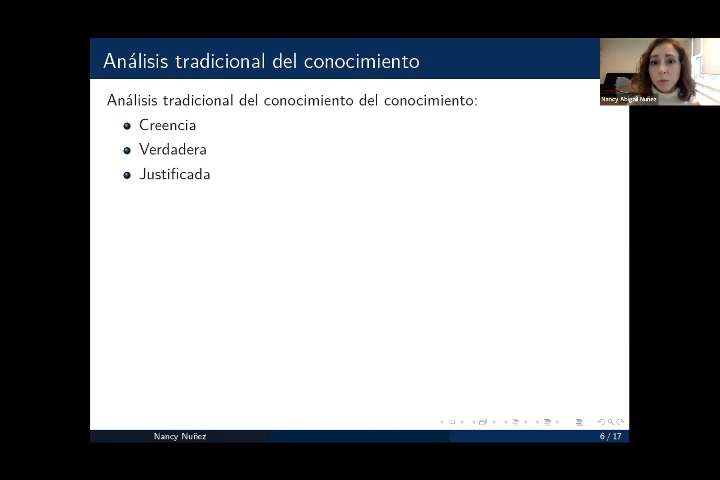 Análisis tradicional del conocimiento
Nancy Abigail Nuñez
Análisis tradicional del conocimiento del conocimiento:
Creencia
Verdadera
Justificada
Nancy Nuñez
6 / 17